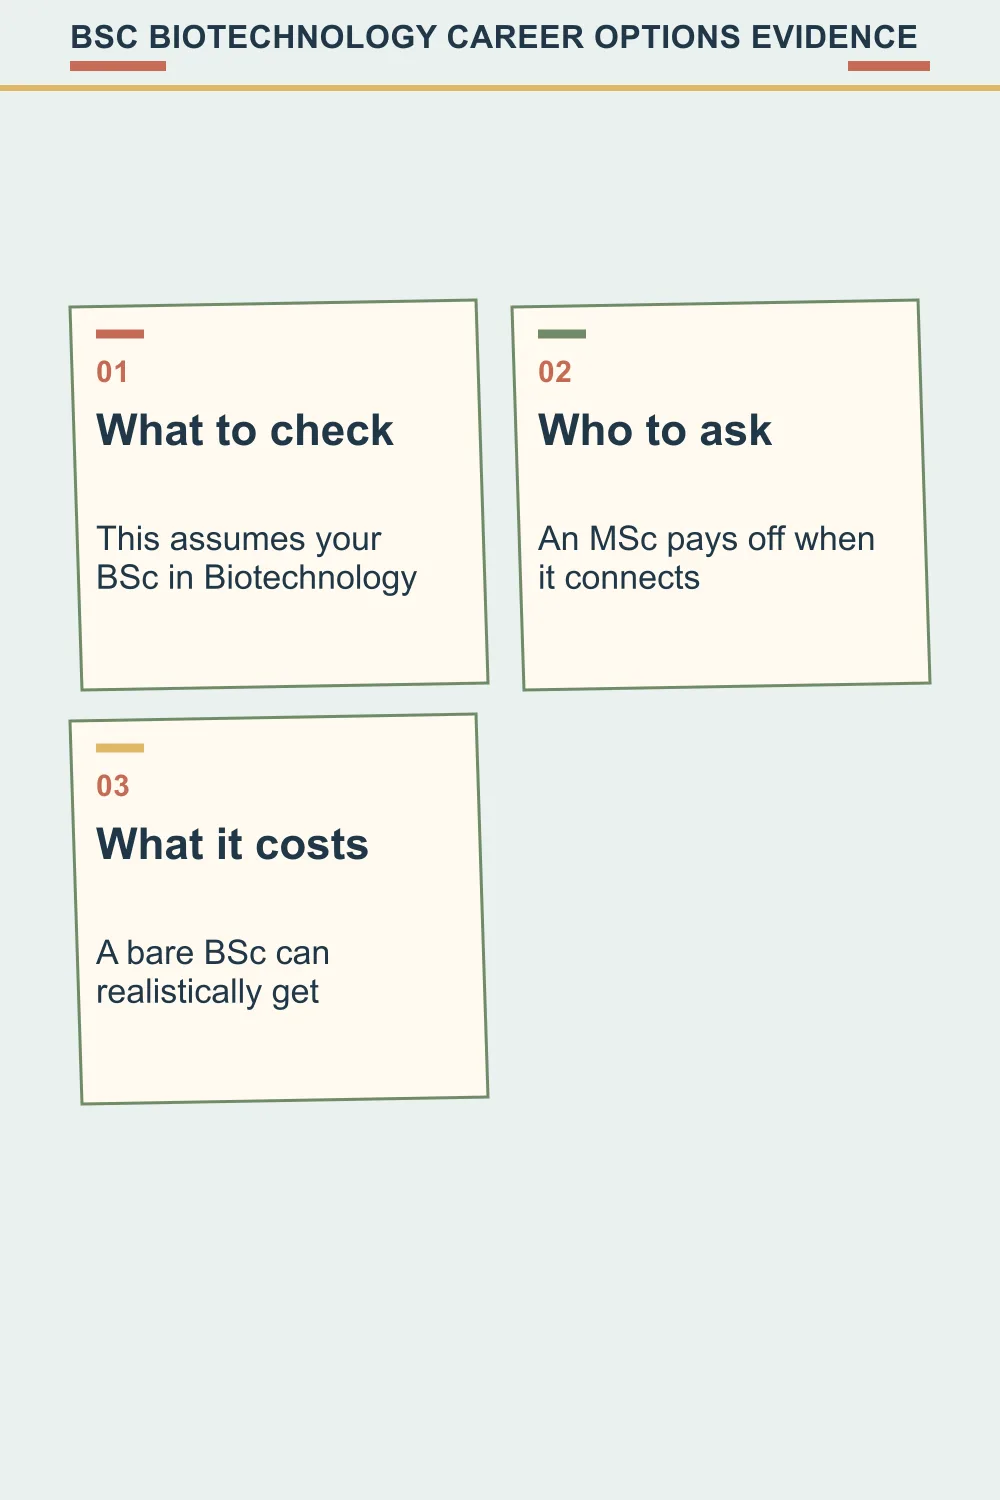 BSC BIOTECHNOLOGY CAREER OPTIONS EVIDENCE
01
What to check
This assumes your
BSc in Biotechnology
02
Who to ask
An MSc pays off when
it connects
03
What it costs
A bare BSc can
realistically get